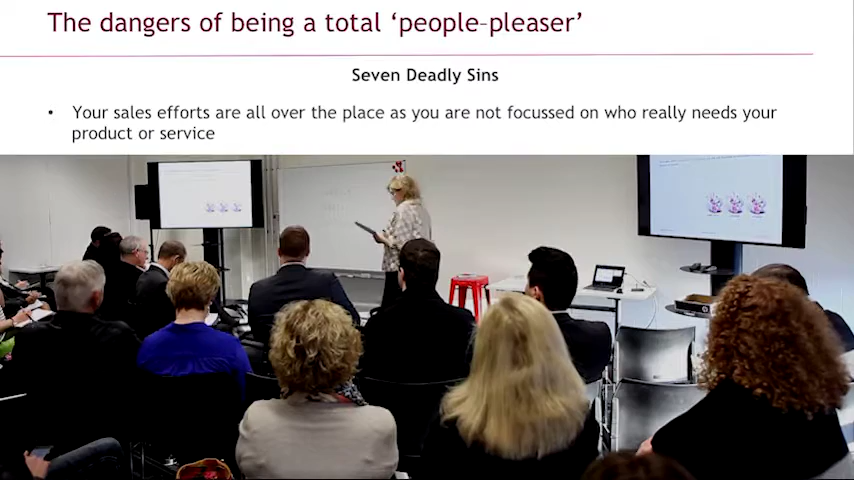 The dangers of being a total ‘people–pleaser’
Seven Deadly Sins
• Your sales efforts are all over the place as you are not focussed on who really needs your
product or service